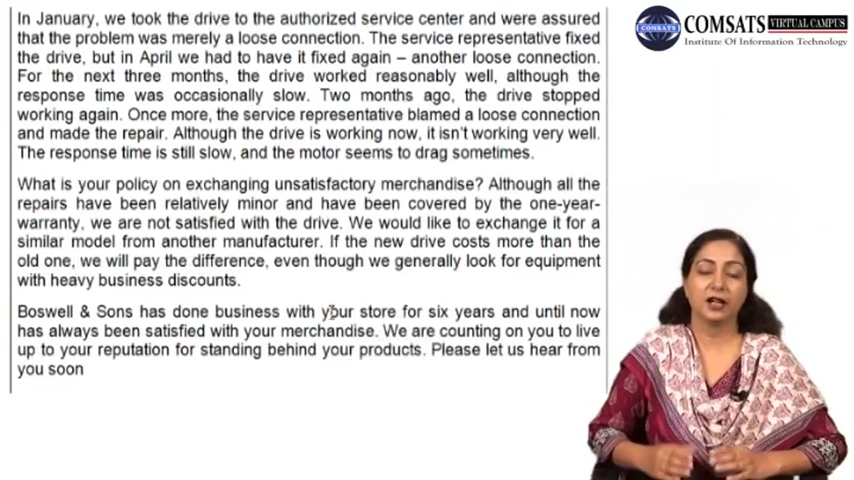 In January, we took the drive to the authorized service center and were assured
that the problem was merely a loose connection. The service representative fixed
the drive, but in April we had to have it fixed again – another loose connection.
For the next three months, the drive worked reasonably well, although the
response time was occasionally slow. Two months ago, the drive stopped
working again. Once more, the service representative blamed a loose connection
and made the repair. Although the drive is working now, it isn't working very well.
The response time is still slow, and the motor seems to drag sometimes.
What is your policy on exchanging unsatisfactory merchandise? Although all the
repairs have been relatively minor and have been covered by the one-year-
warranty, we are not satisfied with the drive. We would like to exchange it for a
similar model from another manufacturer. If the new drive costs more than the
old one, we will pay the difference, even though we generally look for equipment
with heavy business discounts.
Boswell & Sons has done business with your store for six years and until now
has always been satisfied with your merchandise. We are counting on you to live
up to your reputation for standing behind your products. Please let us hear from
you soon
COMSATS
COMSATS VIRTUAL CAMPUS
Institute Of Information Technology